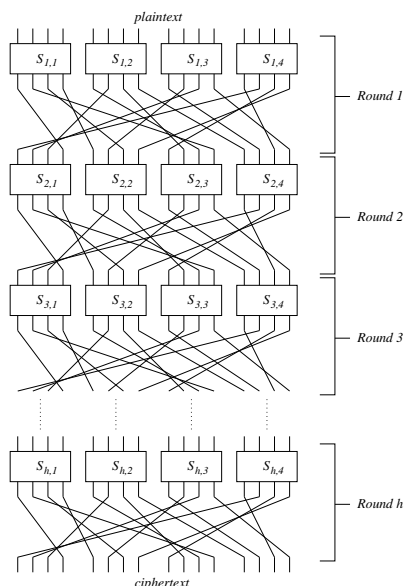 plaintext
S1,1 S1,2 S1,3 S1,4
Round 1
S2,1 S2,2 S2,3 S2,4
Round 2
S3,1 S3,2 S3,3 S3,4
Round 3
Sh,1 Sh,2 Sh,3 Sh,4
Round h
ciphertext